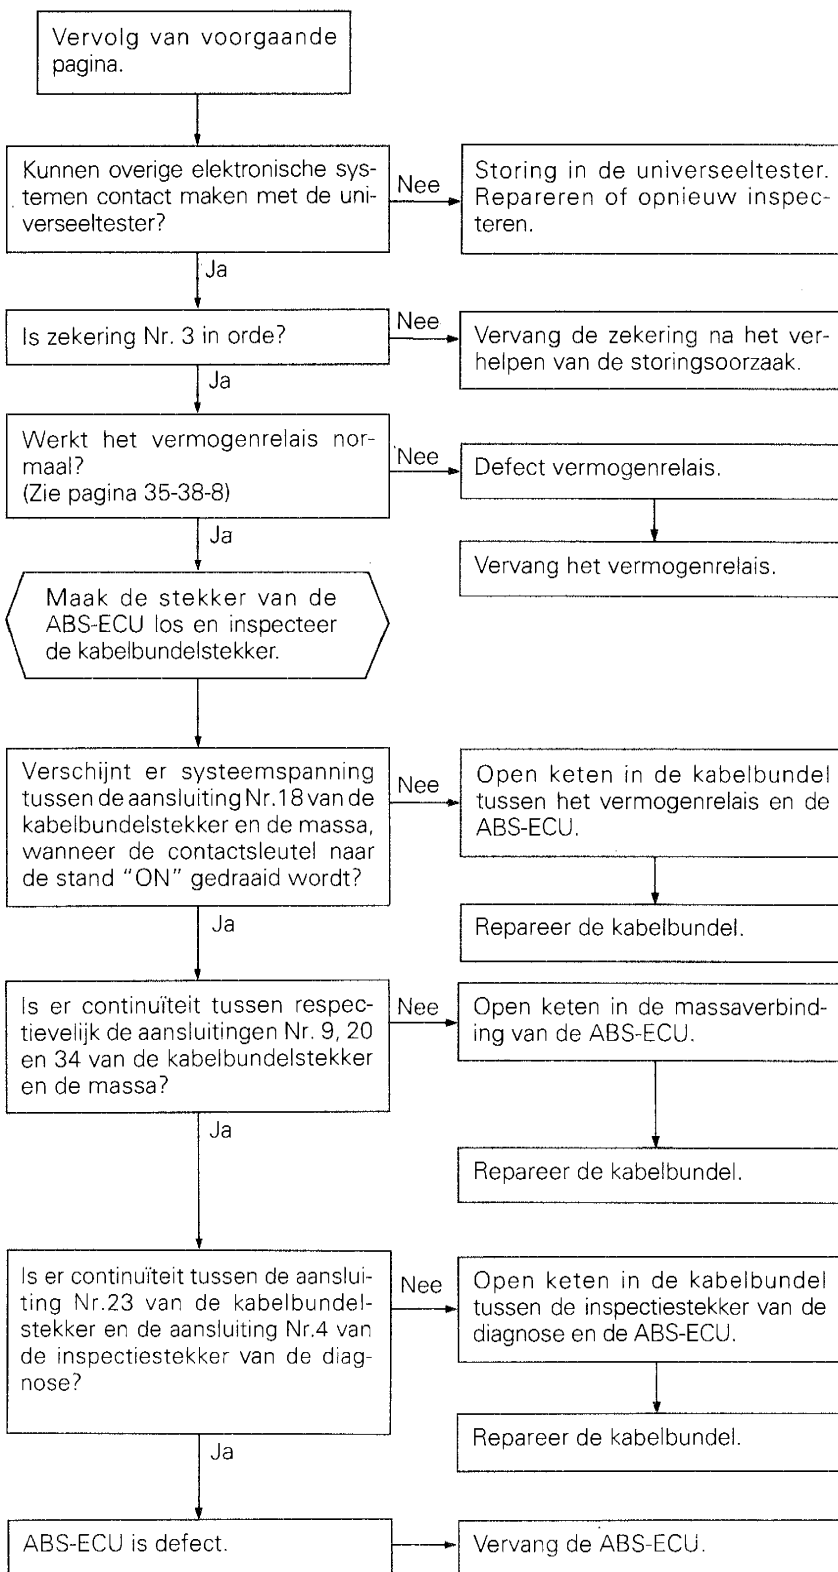 Vervolg van voorgaande
pagina.
Kunnen overige elektronische sys-
temen contact maken met de uni-
verseeltester?
Nee
Storing in de universeeltester.
Repareren of opnieuw inspec-
teren.
Ja
Is zekering Nr. 3 in orde?
Nee
Vervang de zekering na het ver-
helpen van de storingsoorzaak.
Ja
Werkt het vermogenrelais nor-
maal?
(Zie pagina 35-38-8)
Nee
Defect vermogenrelais.
Vervang het vermogenrelais.
Ja
Maak de stekker van de
ABS-ECU los en inspecteer
de kabelbundelstekker.
Verschijnt er systeemspanning
tussen de aansluiting Nr.18 van de
kabelbundelstekker en de massa,
wanneer de contactsleutel naar
de stand “ON” gedraaid wordt?
Nee
Open keten in de kabelbundel
tussen het vermogenrelais en de
ABS-ECU.
Repareer de kabelbundel.
Ja
Is er continuïteit tussen respec-
tievelijk de aansluitingen Nr. 9, 20
en 34 van de kabelbundelstekker
en de massa?
Nee
Open keten in de massaverbind-
ing van de ABS-ECU.
Repareer de kabelbundel.
Ja
Is er continuïteit tussen de aanslui-
ting Nr.23 van de kabelbundel-
stekker en de aansluiting Nr.4 van
de inspectiestekker van de diag-
nose?
Nee
Open keten in de kabelbundel
tussen de inspectiestekker van de
diagnose en de ABS-ECU.
Repareer de kabelbundel.
Ja
ABS-ECU is defect.
Vervang de ABS-ECU.